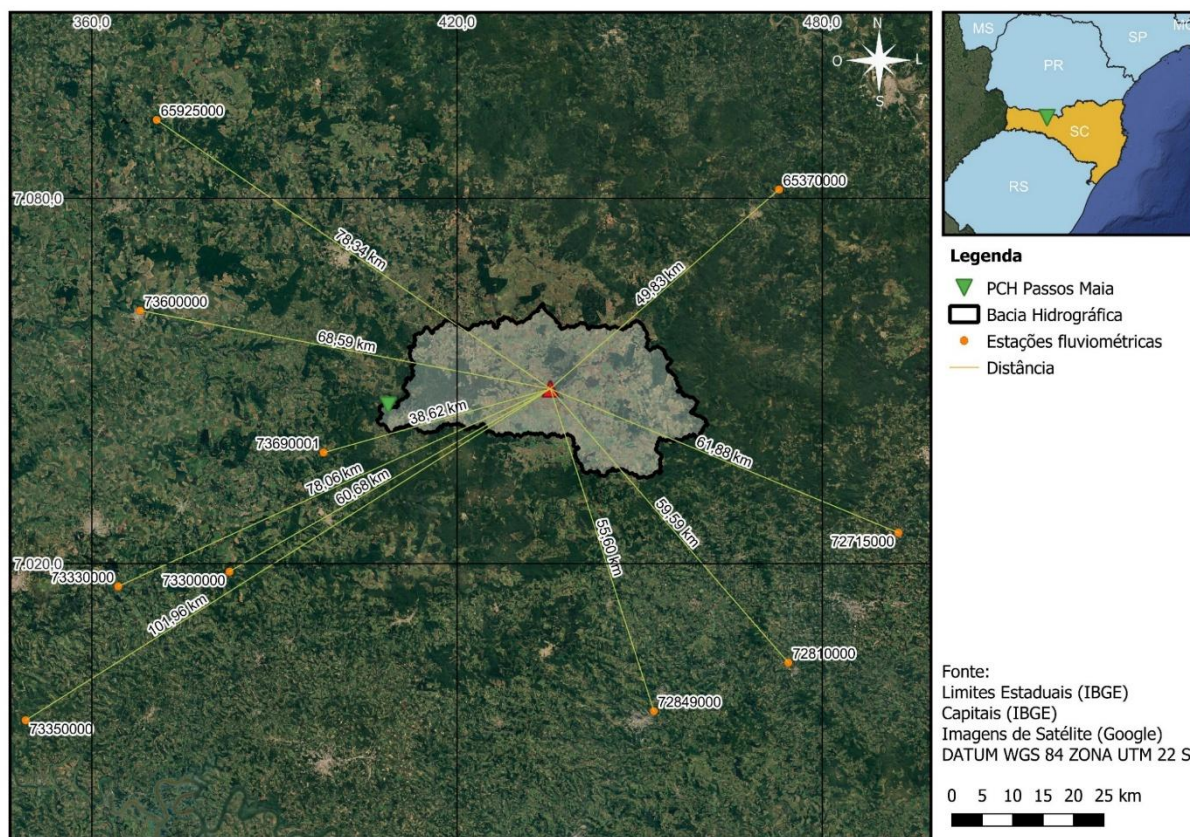 360,0
420,0
480,0
N
O
L
S
65925000
7.080,0
65370000
78,34 km
49,83 km
73600000
68,59 km
38,62 km
73690001
61,88 km
78,06 km
60,68 km
59,59 km
72715000
55,60 km
7.020,0
73330000
73300000
101,96 km
72810000
72849000
73350000
MS
SP
PR
SC
RS
Legenda
PCH Passos Maia
Bacia Hidrográfica
Estações fluviométricas
Distância
Fonte:
Limites Estaduais (IBGE)
Capitais (IBGE)
Imagens de Satélite (Google)
DATUM WGS 84 ZONA UTM 22 S
0 5 10 15 20 25 km